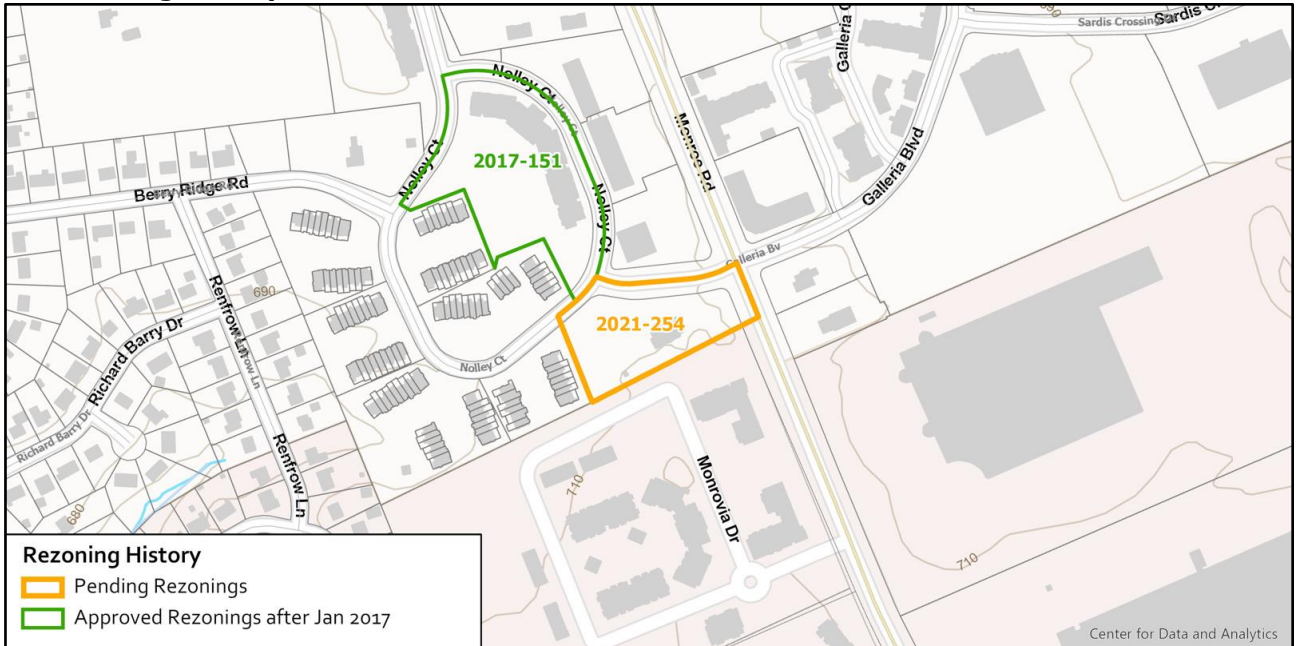 690
Sardis Crossing
Sardis C
Galleria
Nolley Ct
olley Ct
Monroe Rd
2017-151
Nolley Ct
Galleria Blvd
Berry Ridge Rd
Nolley Ct
Galleria Bv
690
Renfrow Ln
Renfrow Ln
2021-254
Richard Barry Dr
Nolley Ct
Richard Barry Dr
Renfrow Ln
710
Monrovia Dr
680
710
Rezoning History
Pending Rezonings
Approved Rezonings after Jan 2017
Center for Data and Analytics